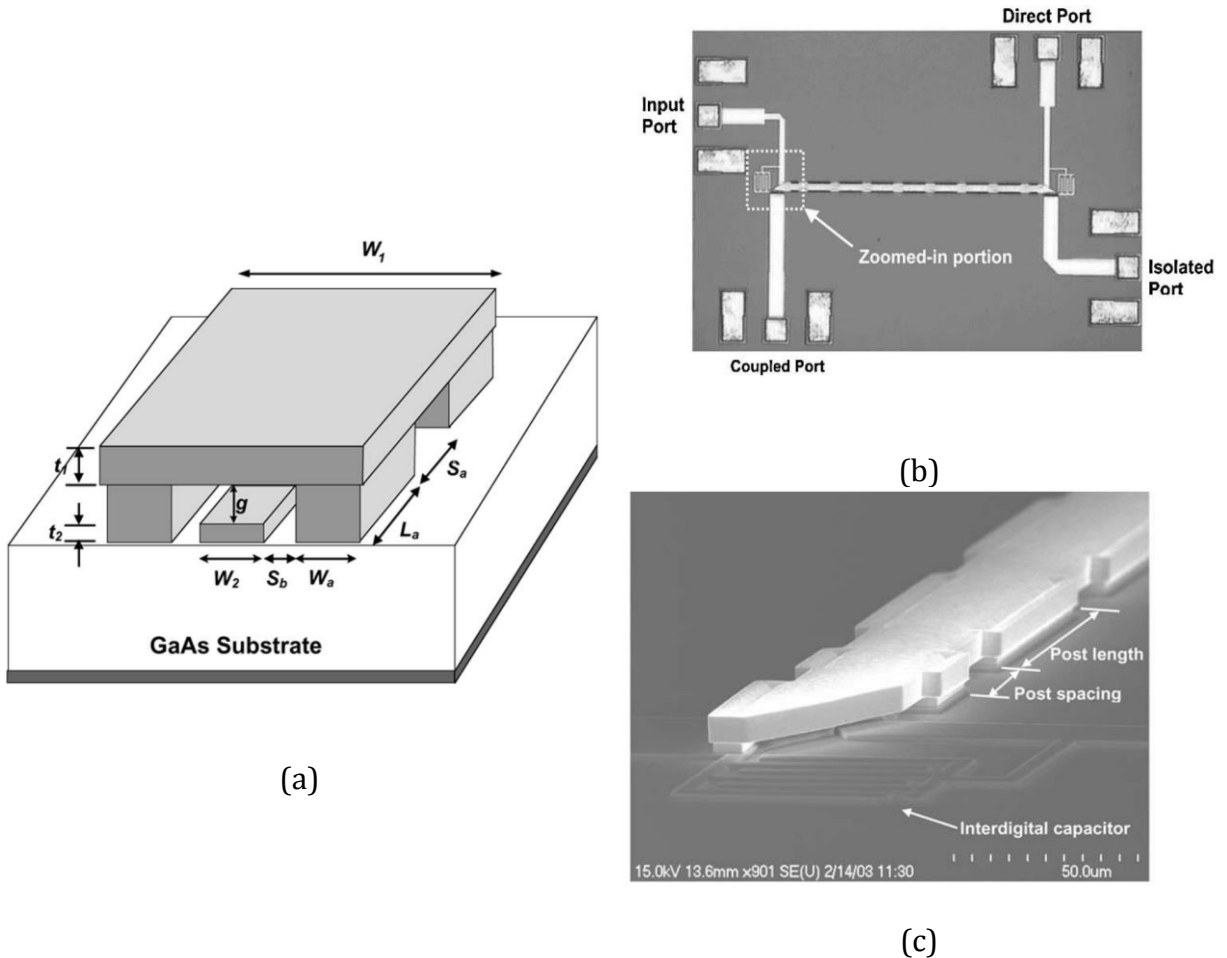 W1
t1
g
Sa
t2
La
W2 Sb Wa
GaAs Substrate
(a)
Direct Port
Input
Port
Zoomed-in portion
Isolated
Port
Coupled Port
(b)
Post length
Post spacing
Interdigital capacitor
15.0kV 13.6mm x901 SE(U) 2/14/03 11:30
50.0um
(c)